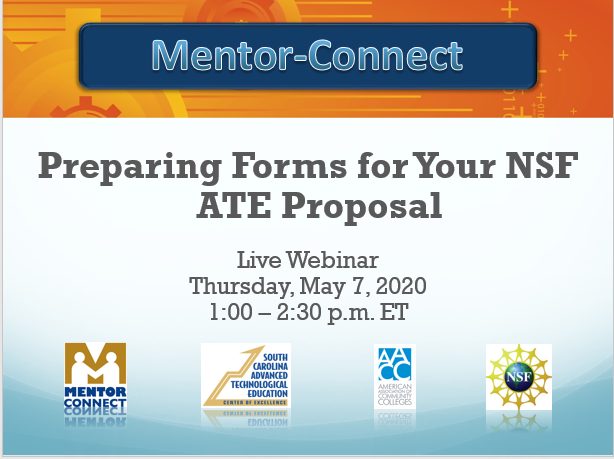 Mentor-Connect
Preparing Forms for Your NSF
ATE Proposal
Live Webinar
Thursday, May 7, 2020
1:00 – 2:30 p.m. ET
MENTOR
CONNECT
SOUTH
CAROLINA
ADVANCED
TECHNOLOGICAL
EDUCATION
CENTER OF EXCELLENCE
AACC
AMERICAN
ASSOCIATION OF
COMMUNITY
COLLEGES
NSF